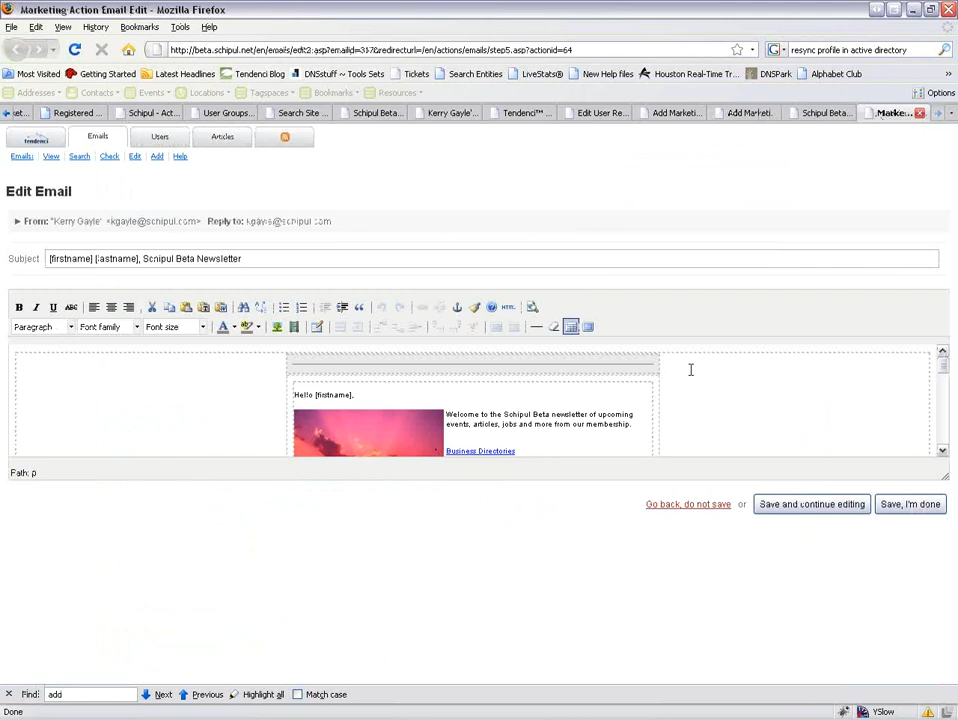 Marketing Action Email Edit - Mozilla Firefox
File Edit View History Bookmarks Tools Help
http://beta.schipul.net/en/emails/edit2.asp?emailid=317&redirecturl=/en/actions/emails/step5.asp?actionid=64
resync profile in active directory
Most Visited Getting Started Latest Headlines Tendenci Blog DNSstuff ~ Tools Sets Tickets Search Entities LiveStats® New Help files Houston Real-Time Tr... DNSPark Alphabet Club »
Addresses Contacts Events Locations Tagspaces Bookmarks Resources Options
ket... Registered ... Schipul - Act... User Groups... Search Site ... Schipul Beta... Kerry Gayle'... Tendenci™ ... Edit User Re... Add Marketi... Add Marketi... Schipul Beta... Marke...
tendenci Emails Users Articles
Emails: View Search Check Edit Add Help
Edit Email
From: "Kerry Gayle" <kgayle@schipul.com> Reply to: kgayle@schipul.com
Subject [firstname] [lastname], Schipul Beta Newsletter
B I U ABC HTML
Paragraph Font family Font size A ab
Hello [firstname],
Welcome to the Schipul Beta newsletter of upcoming
events, articles, jobs and more from our membership.
Business Directories
Path: p
Go back, do not save or Save and continue editing Save, I'm done
Find: add Next Previous Highlight all Match case
Done YSlow